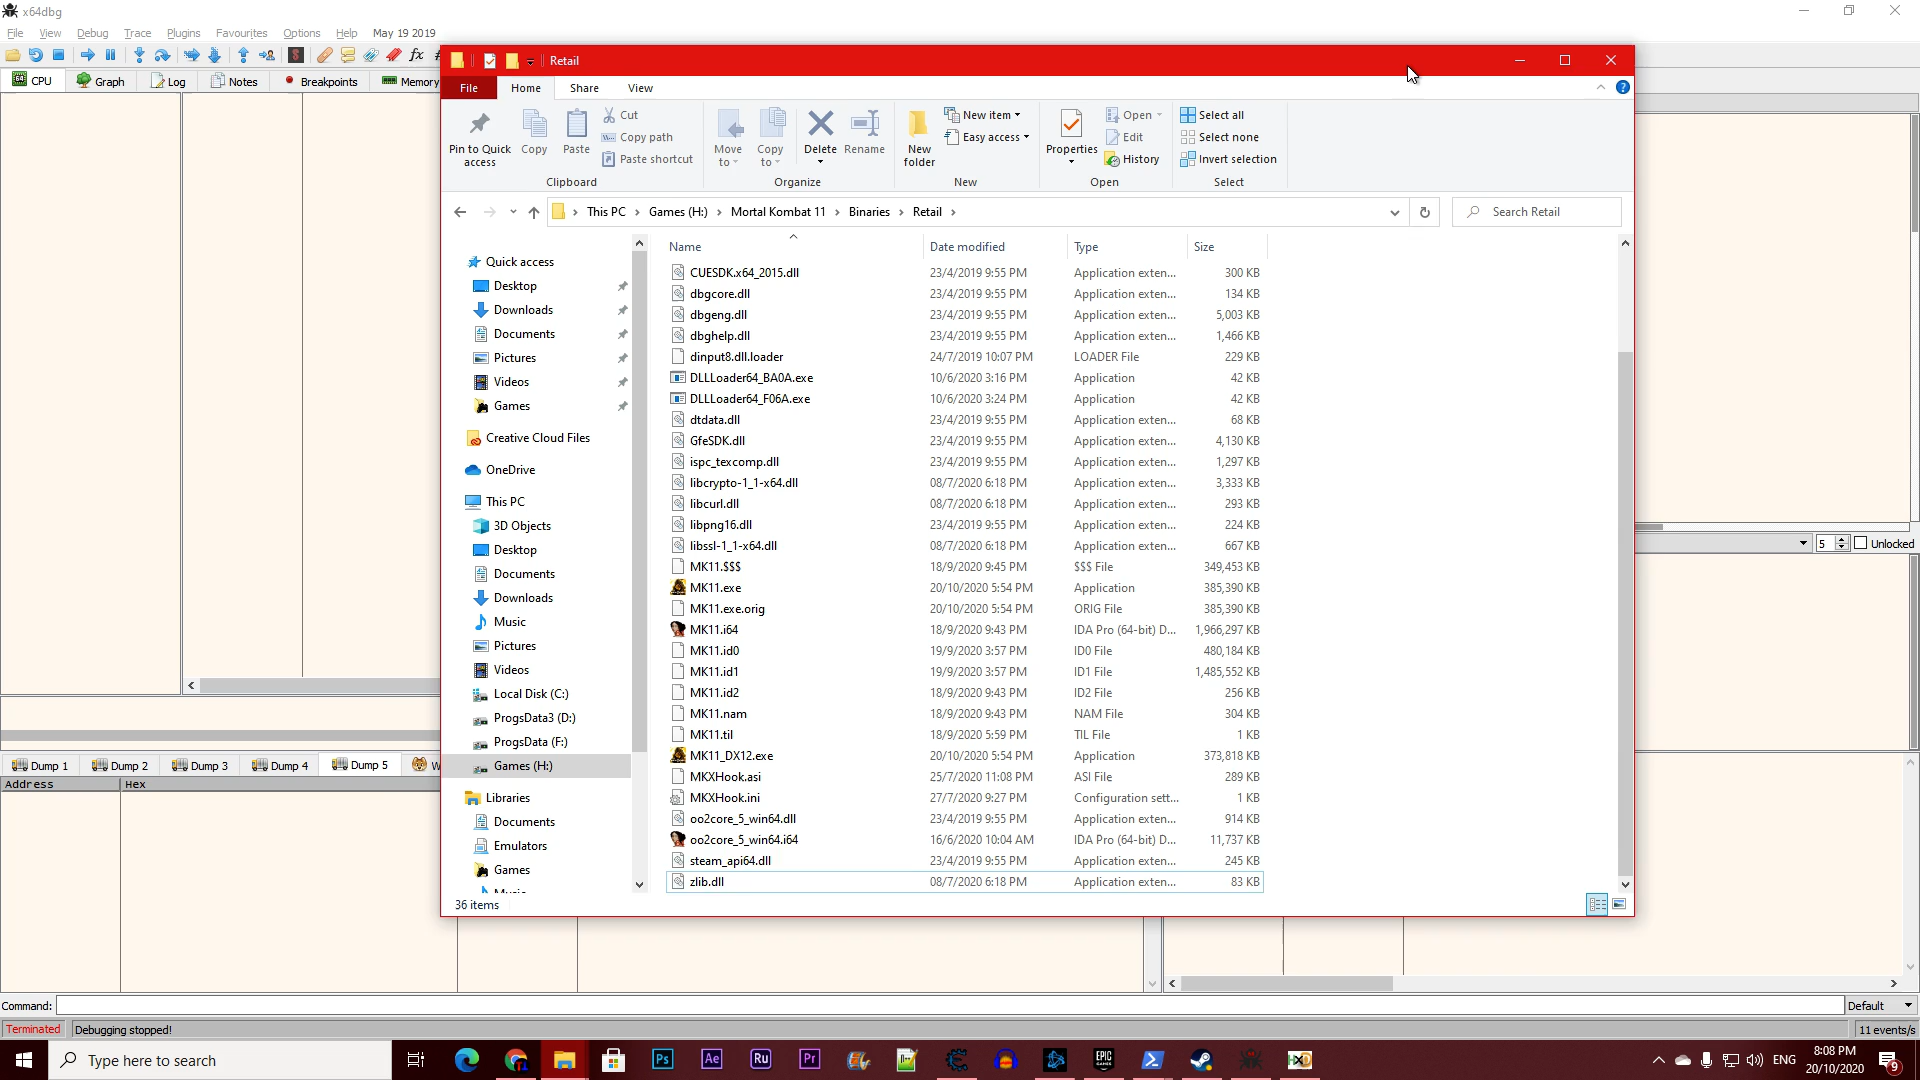 x64dbg
File View Debug Trace Plugins Favourites Options Help May 19 2019
CPU Graph Log Notes Breakpoints Memory
Retail
File Home Share View
Pin to Quick access
Copy
Paste
Cut
Copy path
Paste shortcut
Clipboard
Move to
Copy to
Delete
Rename
Organize
New folder
New item
Easy access
New
Properties
Open
Edit
History
Open
Select all
Select none
Invert selection
Select
This PC > Games (H:) > Mortal Kombat 11 > Binaries > Retail >
Search Retail
Quick access
Desktop
Downloads
Documents
Pictures
Videos
Games
Creative Cloud Files
OneDrive
This PC
3D Objects
Desktop
Documents
Downloads
Music
Pictures
Videos
Local Disk (C:)
ProgsData3 (D:)
ProgsData (F:)
Games (H:)
Libraries
Documents
Emulators
Games
Name Date modified Type Size
CUESDK.x64_2015.dll 23/4/2019 9:55 PM Application exten... 300 KB
dbgcore.dll 23/4/2019 9:55 PM Application exten... 134 KB
dbgeng.dll 23/4/2019 9:55 PM Application exten... 5,003 KB
dbghelp.dll 23/4/2019 9:55 PM Application exten... 1,466 KB
dinput8.dll.loader 24/7/2019 10:07 PM LOADER File 229 KB
DLLLoader64_BA0A.exe 10/6/2020 3:16 PM Application 42 KB
DLLLoader64_F06A.exe 10/6/2020 3:24 PM Application 42 KB
dtdata.dll 23/4/2019 9:55 PM Application exten... 68 KB
GfeSDK.dll 23/4/2019 9:55 PM Application exten... 4,130 KB
ispc_texcomp.dll 23/4/2019 9:55 PM Application exten... 1,297 KB
libcrypto-1_1-x64.dll 08/7/2020 6:18 PM Application exten... 3,333 KB
libcurl.dll 08/7/2020 6:18 PM Application exten... 293 KB
libpng16.dll 23/4/2019 9:55 PM Application exten... 224 KB
libssl-1_1-x64.dll 08/7/2020 6:18 PM Application exten... 667 KB
MK11.$$$ 18/9/2020 9:45 PM $$$ File 349,453 KB
MK11.exe 20/10/2020 5:54 PM Application 385,390 KB
MK11.exe.orig 20/10/2020 5:54 PM ORIG File 385,390 KB
MK11.i64 18/9/2020 9:43 PM IDA Pro (64-bit) D... 1,966,297 KB
MK11.id0 19/9/2020 3:57 PM ID0 File 480,184 KB
MK11.id1 19/9/2020 3:57 PM ID1 File 1,485,552 KB
MK11.id2 18/9/2020 9:43 PM ID2 File 256 KB
MK11.nam 18/9/2020 9:43 PM NAM File 304 KB
MK11.til 18/9/2020 5:59 PM TIL File 1 KB
MK11_DX12.exe 20/10/2020 5:54 PM Application 373,818 KB
MKXHook.asi 25/7/2020 11:08 PM ASI File 289 KB
MKXHook.ini 27/7/2020 9:27 PM Configuration sett... 1 KB
oo2core_5_win64.dll 23/4/2019 9:55 PM Application exten... 914 KB
oo2core_5_win64.i64 16/6/2020 10:04 AM IDA Pro (64-bit) D... 11,737 KB
steam_api64.dll 23/4/2019 9:55 PM Application exten... 245 KB
zlib.dll 08/7/2020 6:18 PM Application exten... 83 KB
36 items
5 Unlocked
Dump 1 Dump 2 Dump 3 Dump 4 Dump 5 W
Address Hex
Command: Default
Terminated Debugging stopped! 11 events/s
Type here to search
Ps Ae Ru Pr EPIC GAMES HXD
ENG
8:08 PM
20/10/2020
9